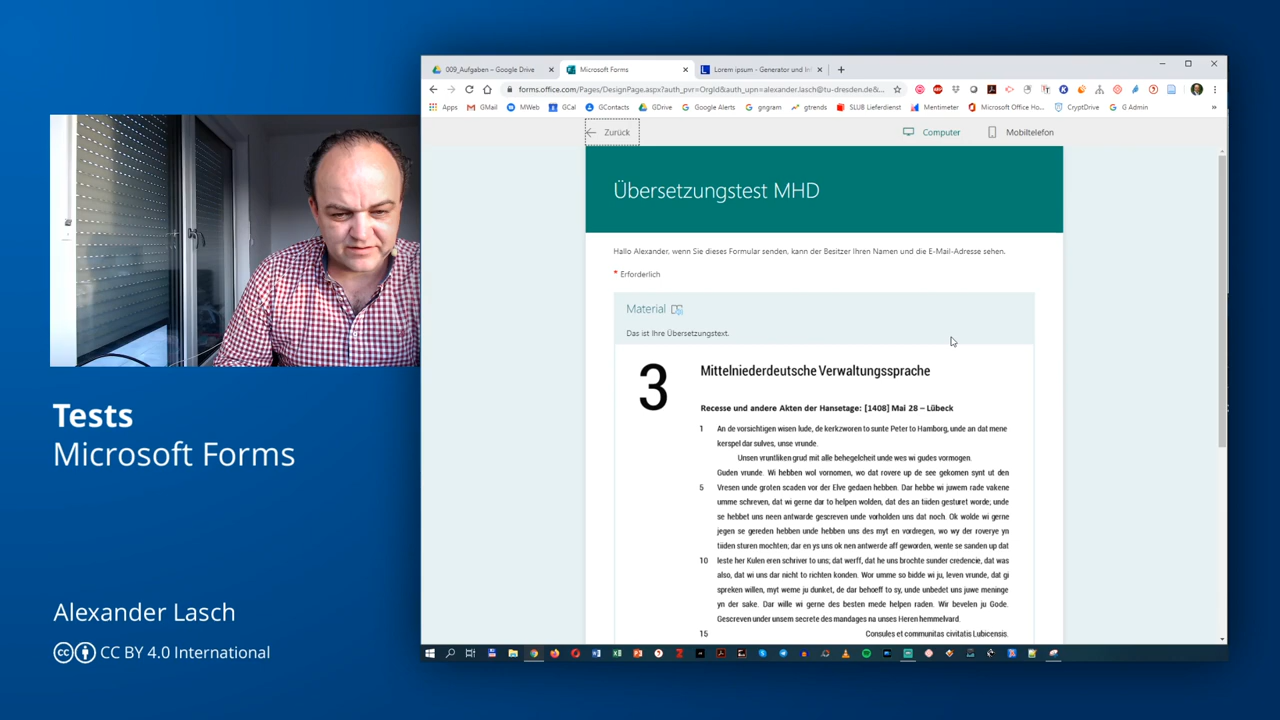 009_Aufgaben – Google Drive
Microsoft Forms
Lorem ipsum - Generator und In
forms.office.com/Pages/DesignPage.aspx?auth_pvr=OrgId&auth_upn=alexander.lasch@tu-dresden.de&...
Apps GMail MWeb GCal GContacts GDrive Google Alerts gngram gtrends SLUB Lieferdienst Mentimeter Microsoft Office Ho... CryptDrive G Admin
Zurück
Computer
Mobiltelefon
Übersetzungstest MHD
Hallo Alexander, wenn Sie dieses Formular senden, kann der Besitzer Ihren Namen und die E-Mail-Adresse sehen.
* Erforderlich
Material
Das ist Ihre Übersetzungstext.
3 Mittelniederdeutsche Verwaltungssprache
Recesse und andere Akten der Hansetage: [1408] Mai 28 – Lübeck
1 An de vorsichtigen wisen lude, de kerkzworen to sunte Peter to Hamborg, unde an dat mene
kerspel dar sulves, unse vrunde.
Unsen vruntliken grud mit alle behegelcheit unde wes wi gudes vormogen.
Guden vrunde. Wi hebben wol vornomen, wo dat rovere up de see gekomen synt ut den
5 Vresen unde groten scaden vor der Elve gedaen hebben. Dar hebbe wi juwem rade vakene
umme schreven, dat wi gerne dar to helpen wolden, dat des an tiiden gesturet worde; unde
se hebbet uns neen antwarde gescreven unde vorholden uns dat noch. Ok wolde wi gerne
jegen se gereden hebben unde hebben uns des myt en vordregen, wo wy der roverye yn
tiiden sturen mochten; dar en ys uns ok nen antwerde aff geworden, wente se sanden up dat
10 leste her Kulen eren schriver to uns; dat werff, dat he uns brochte sunder credencie, dat was
also, dat wi uns dar nicht to richten konden. Wor umme so bidde wi ju, leven vrunde, dat gi
spreken willen, myt weme ju dunket, de dar behoeff to sy, unde unbedet uns juwe meninge
yn der sake. Dar wille wi gerne des besten mede helpen raden. Wir bevelen ju Gode.
Gescreven under unsem secrete des mandages na unses Heren hemmelvard.
15 Consules et communitas civitatis Lubicensis.
Tests
Microsoft Forms
Alexander Lasch
CC BY 4.0 International